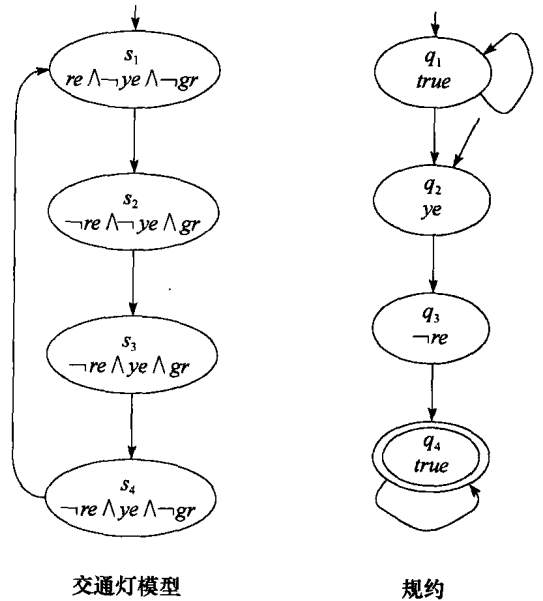 s₁
re ∧¬ ye ∧¬ gr
s₂
¬re ∧¬ ye ∧ gr
s₃
¬re ∧ ye ∧ gr
s₄
¬re ∧ ye ∧¬ gr
交通灯模型
q₁
true
q₂
ye
q₃
¬re
q₄
true
规约